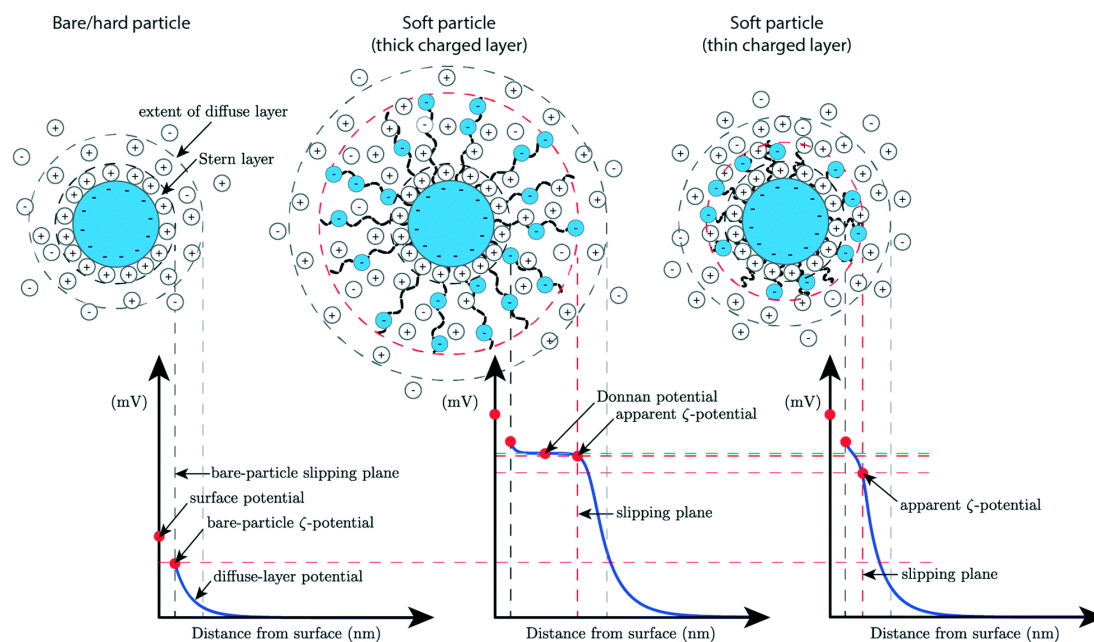 Bare/hard particle
Soft particle
(thick charged layer)
Soft particle
(thin charged layer)
extent of diffuse layer
Stern layer
(mV)
bare-particle slipping plane
surface potential
bare-particle ζ-potential
diffuse-layer potential
Distance from surface (nm)
(mV)
Donnan potential
apparent ζ-potential
slipping plane
Distance from surface (nm)
(mV)
apparent ζ-potential
slipping plane
Distance from surface (nm)